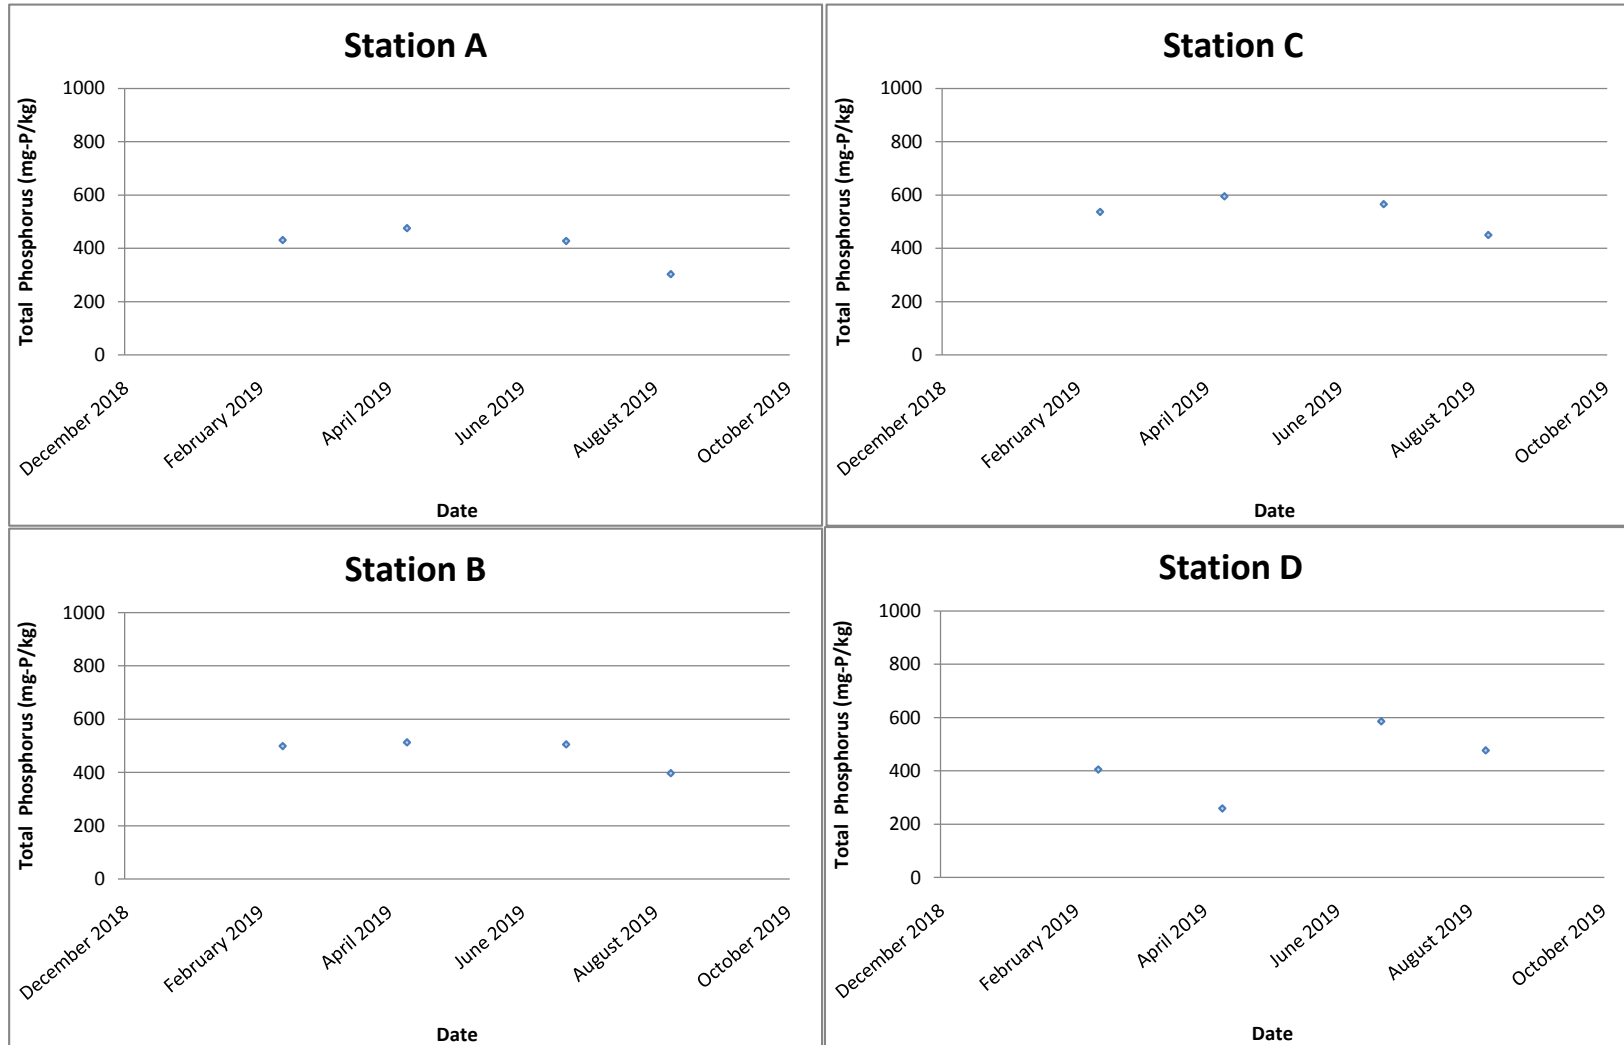 Station A
Total Phosphorus (mg-P/kg)
1000
800
600
400
200
0
December 2018
February 2019
April 2019
June 2019
August 2019
October 2019
Date
Station C
Total Phosphorus (mg-P/kg)
1000
800
600
400
200
0
December 2018
February 2019
April 2019
June 2019
August 2019
October 2019
Date
Station B
Total Phosphorus (mg-P/kg)
1000
800
600
400
200
0
December 2018
February 2019
April 2019
June 2019
August 2019
October 2019
Date
Station D
Total Phosphorus (mg-P/kg)
1000
800
600
400
200
0
December 2018
February 2019
April 2019
June 2019
August 2019
October 2019
Date